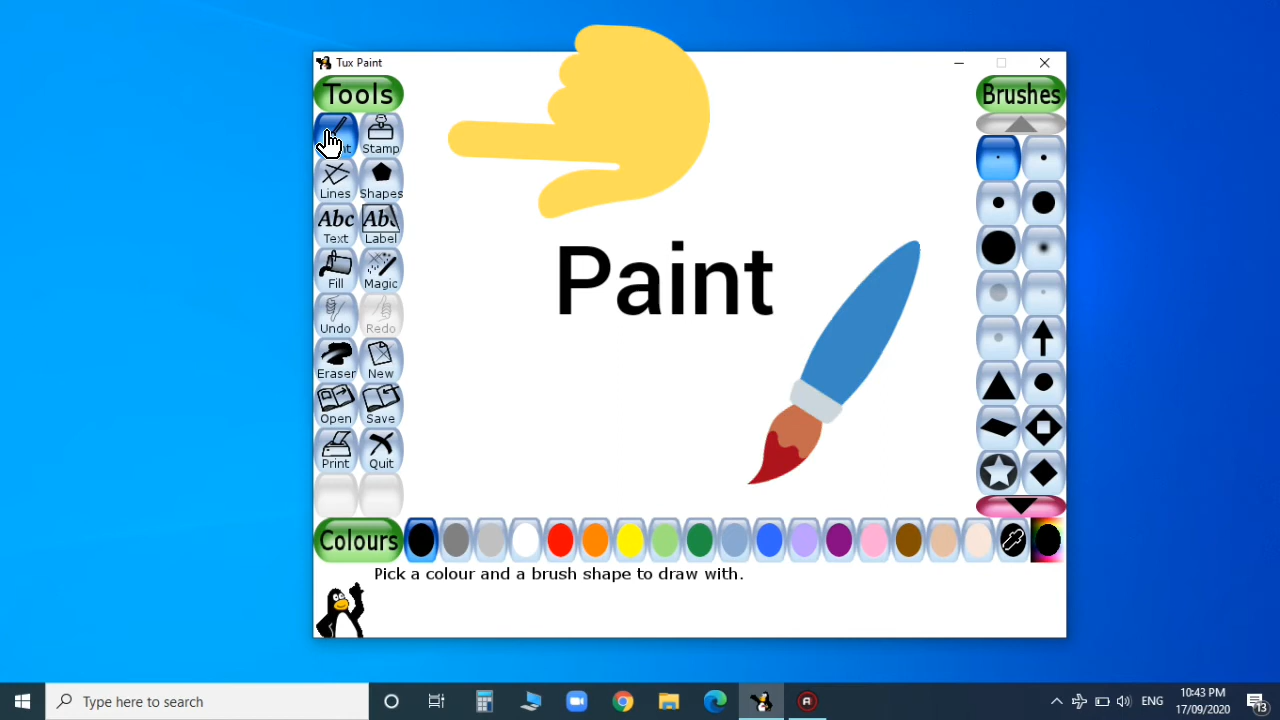 Tux Paint
Tools
Brushes
Stamp
Lines
Shapes
Abc
Text
Label
Fill
Magic
Undo
Redo
Eraser
New
Open
Save
Print
Quit
Paint
Colours
Pick a colour and a brush shape to draw with.
Type here to search
ENG
10:43 PM
17/09/2020
13